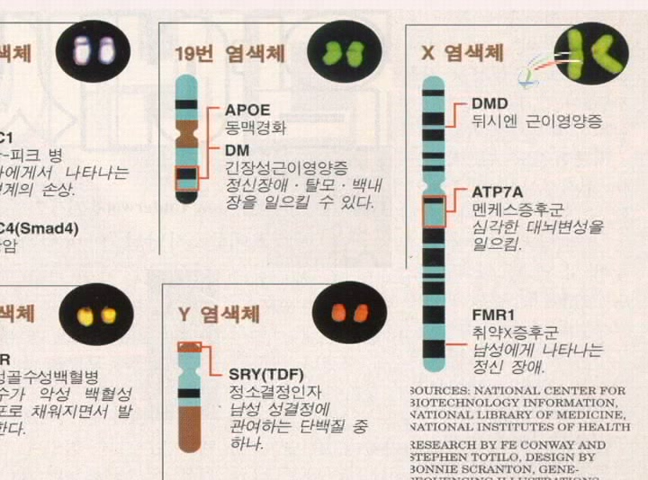 색체
C1
-피크 병
에게서 나타나는
계의 손상.
C4(Smad4)
암
19번 염색체
APOE
동맥경화
DM
긴장성근이영양증
정신장애 · 탈모 · 백내
장을 일으킬 수 있다.
X 염색체
DMD
뒤시엔 근이영양증
ATP7A
멘케스증후군
심각한 대뇌변성을
일으킴.
FMR1
취약X증후군
남성에게 나타나는
정신 장애.
색체
R
골수성백혈병
수가 악성 백혈성
포로 채워지면서 발
한다.
Y 염색체
SRY(TDF)
정소결정인자
남성 성결정에
관여하는 단백질 중
하나.
SOURCES: NATIONAL CENTER FOR
BIOTECHNOLOGY INFORMATION,
NATIONAL LIBRARY OF MEDICINE,
NATIONAL INSTITUTES OF HEALTH
RESEARCH BY FE CONWAY AND
STEPHEN TOTILO, DESIGN BY
BONNIE SCRANTON, GENE-